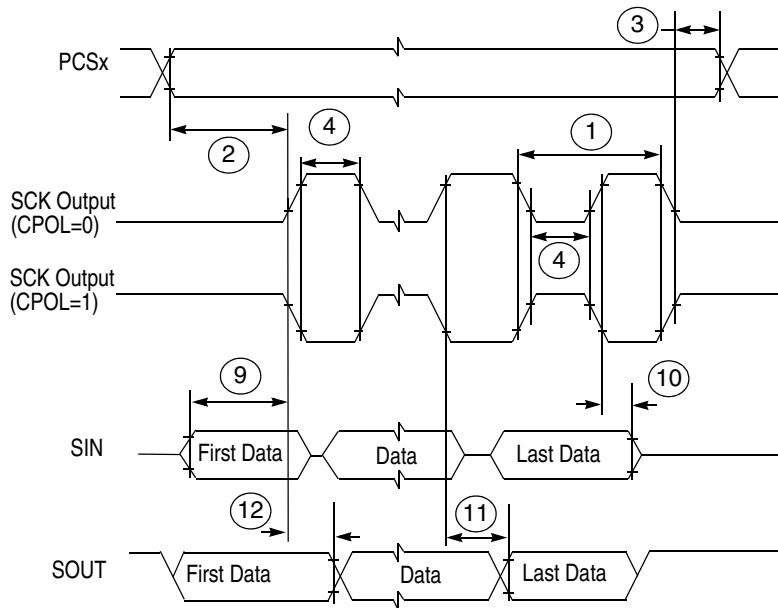 3
PCSx
2
4
1
SCK Output
(CPOL=0)
4
SCK Output
(CPOL=1)
9
10
SIN
First Data
Data
Last Data
12
11
SOUT
First Data
Data
Last Data